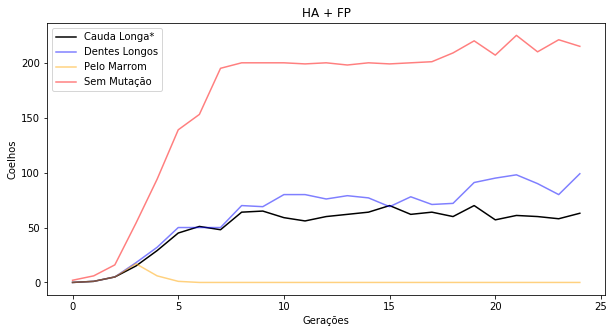 HA + FP
Cauda Longa*
Dentes Longos
Pelo Marrom
Sem Mutação
Coelhos
200
150
100
50
0
0 5 10 15 20 25
Gerações